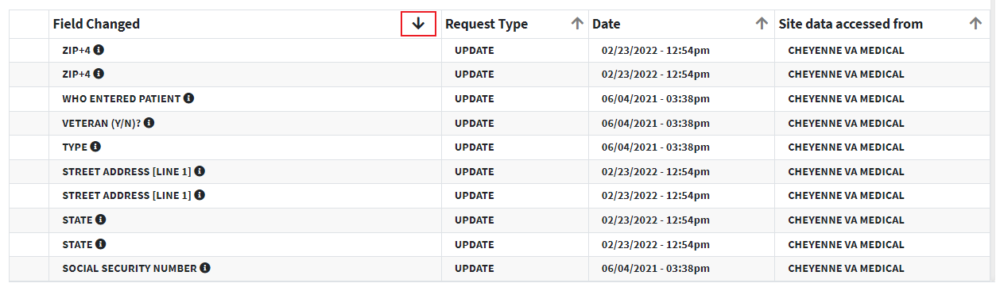 Field Changed Request Type Date Site data accessed from
ZIP+4 UPDATE 02/23/2022 - 12:54pm CHEYENNE VA MEDICAL
ZIP+4 UPDATE 02/23/2022 - 12:54pm CHEYENNE VA MEDICAL
WHO ENTERED PATIENT UPDATE 06/04/2021 - 03:38pm CHEYENNE VA MEDICAL
VETERAN (Y/N)? UPDATE 06/04/2021 - 03:38pm CHEYENNE VA MEDICAL
TYPE UPDATE 06/04/2021 - 03:38pm CHEYENNE VA MEDICAL
STREET ADDRESS [LINE 1] UPDATE 02/23/2022 - 12:54pm CHEYENNE VA MEDICAL
STREET ADDRESS [LINE 1] UPDATE 02/23/2022 - 12:54pm CHEYENNE VA MEDICAL
STATE UPDATE 02/23/2022 - 12:54pm CHEYENNE VA MEDICAL
STATE UPDATE 02/23/2022 - 12:54pm CHEYENNE VA MEDICAL
SOCIAL SECURITY NUMBER UPDATE 06/04/2021 - 03:38pm CHEYENNE VA MEDICAL